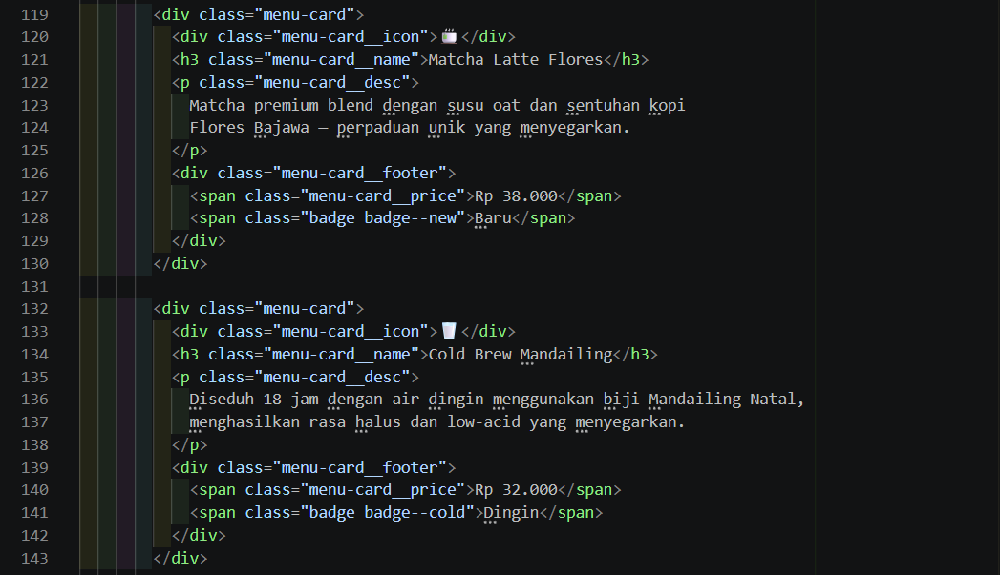 119 <div class="menu-card">
120 <div class="menu-card__icon">🍵</div>
121 <h3 class="menu-card__name">Matcha Latte Flores</h3>
122 <p class="menu-card__desc">
123 Matcha premium blend dengan susu oat dan sentuhan kopi
124 Flores Bajawa — perpaduan unik yang menyegarkan.
125 </p>
126 <div class="menu-card__footer">
127 <span class="menu-card__price">Rp 38.000</span>
128 <span class="badge badge--new">Baru</span>
129 </div>
130 </div>
131
132 <div class="menu-card">
133 <div class="menu-card__icon">🥛</div>
134 <h3 class="menu-card__name">Cold Brew Mandailing</h3>
135 <p class="menu-card__desc">
136 Diseduh 18 jam dengan air dingin menggunakan biji Mandailing Natal,
137 menghasilkan rasa halus dan low-acid yang menyegarkan.
138 </p>
139 <div class="menu-card__footer">
140 <span class="menu-card__price">Rp 32.000</span>
141 <span class="badge badge--cold">Dingin</span>
142 </div>
143 </div>